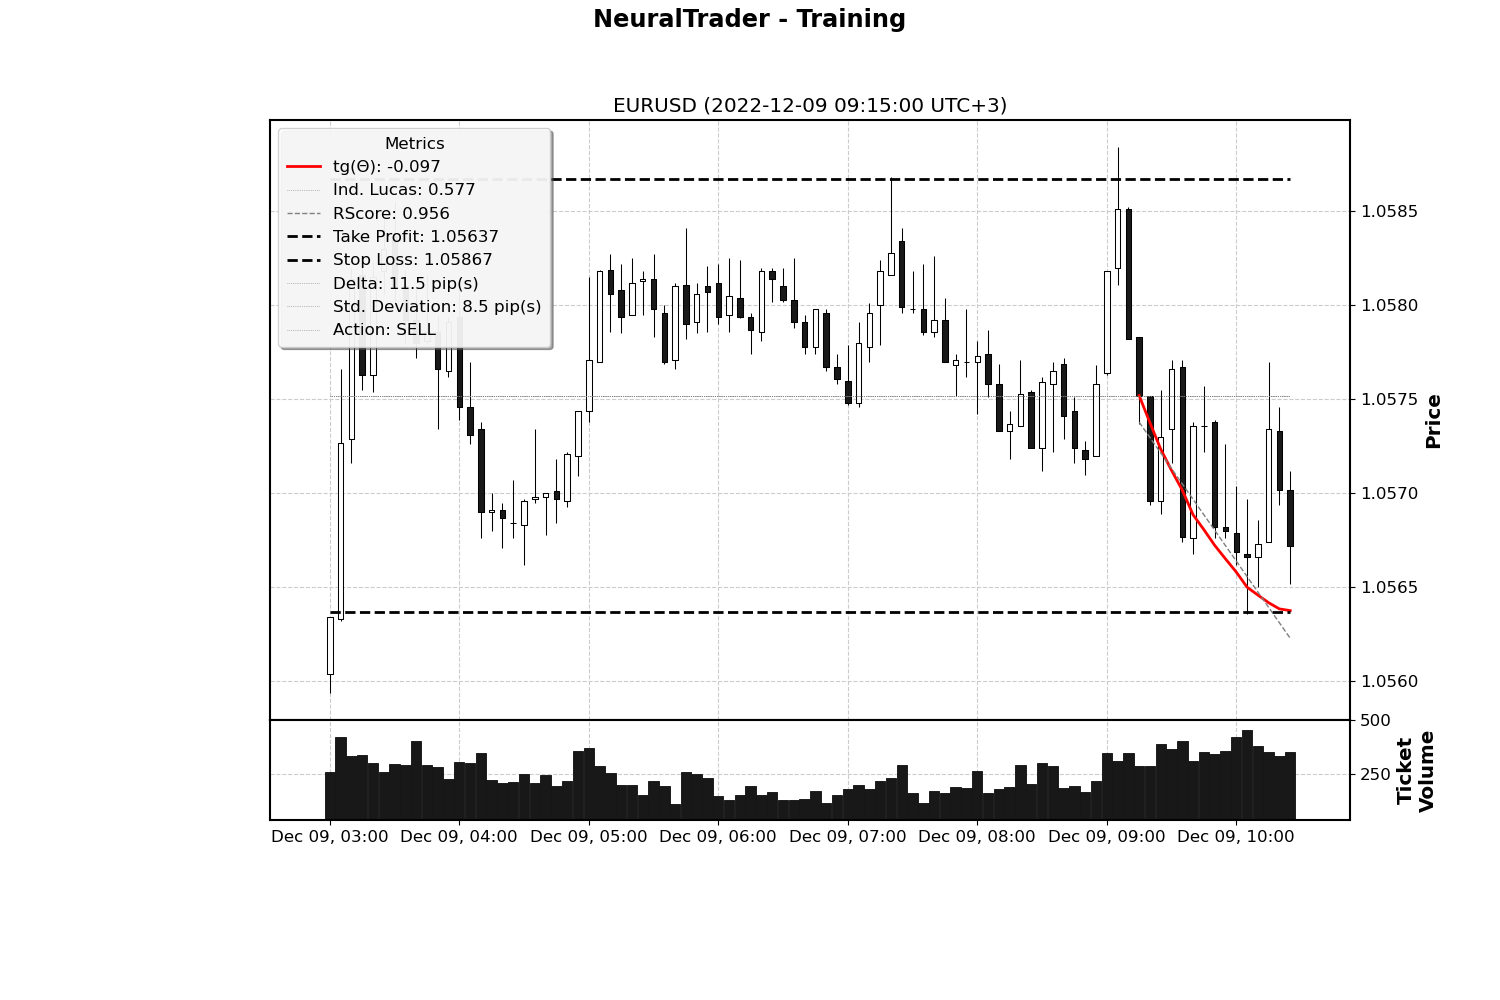 NeuralTrader - Training
EURUSD (2022-12-09 09:15:00 UTC+3)
Metrics
tg(Θ): -0.097
Ind. Lucas: 0.577
RScore: 0.956
Take Profit: 1.05637
Stop Loss: 1.05867
Delta: 11.5 pip(s)
Std. Deviation: 8.5 pip(s)
Action: SELL
1.0585
1.0580
1.0575
1.0570
1.0565
1.0560
Price
500
250
Ticket
Volume
Dec 09, 03:00
Dec 09, 04:00
Dec 09, 05:00
Dec 09, 06:00
Dec 09, 07:00
Dec 09, 08:00
Dec 09, 09:00
Dec 09, 10:00